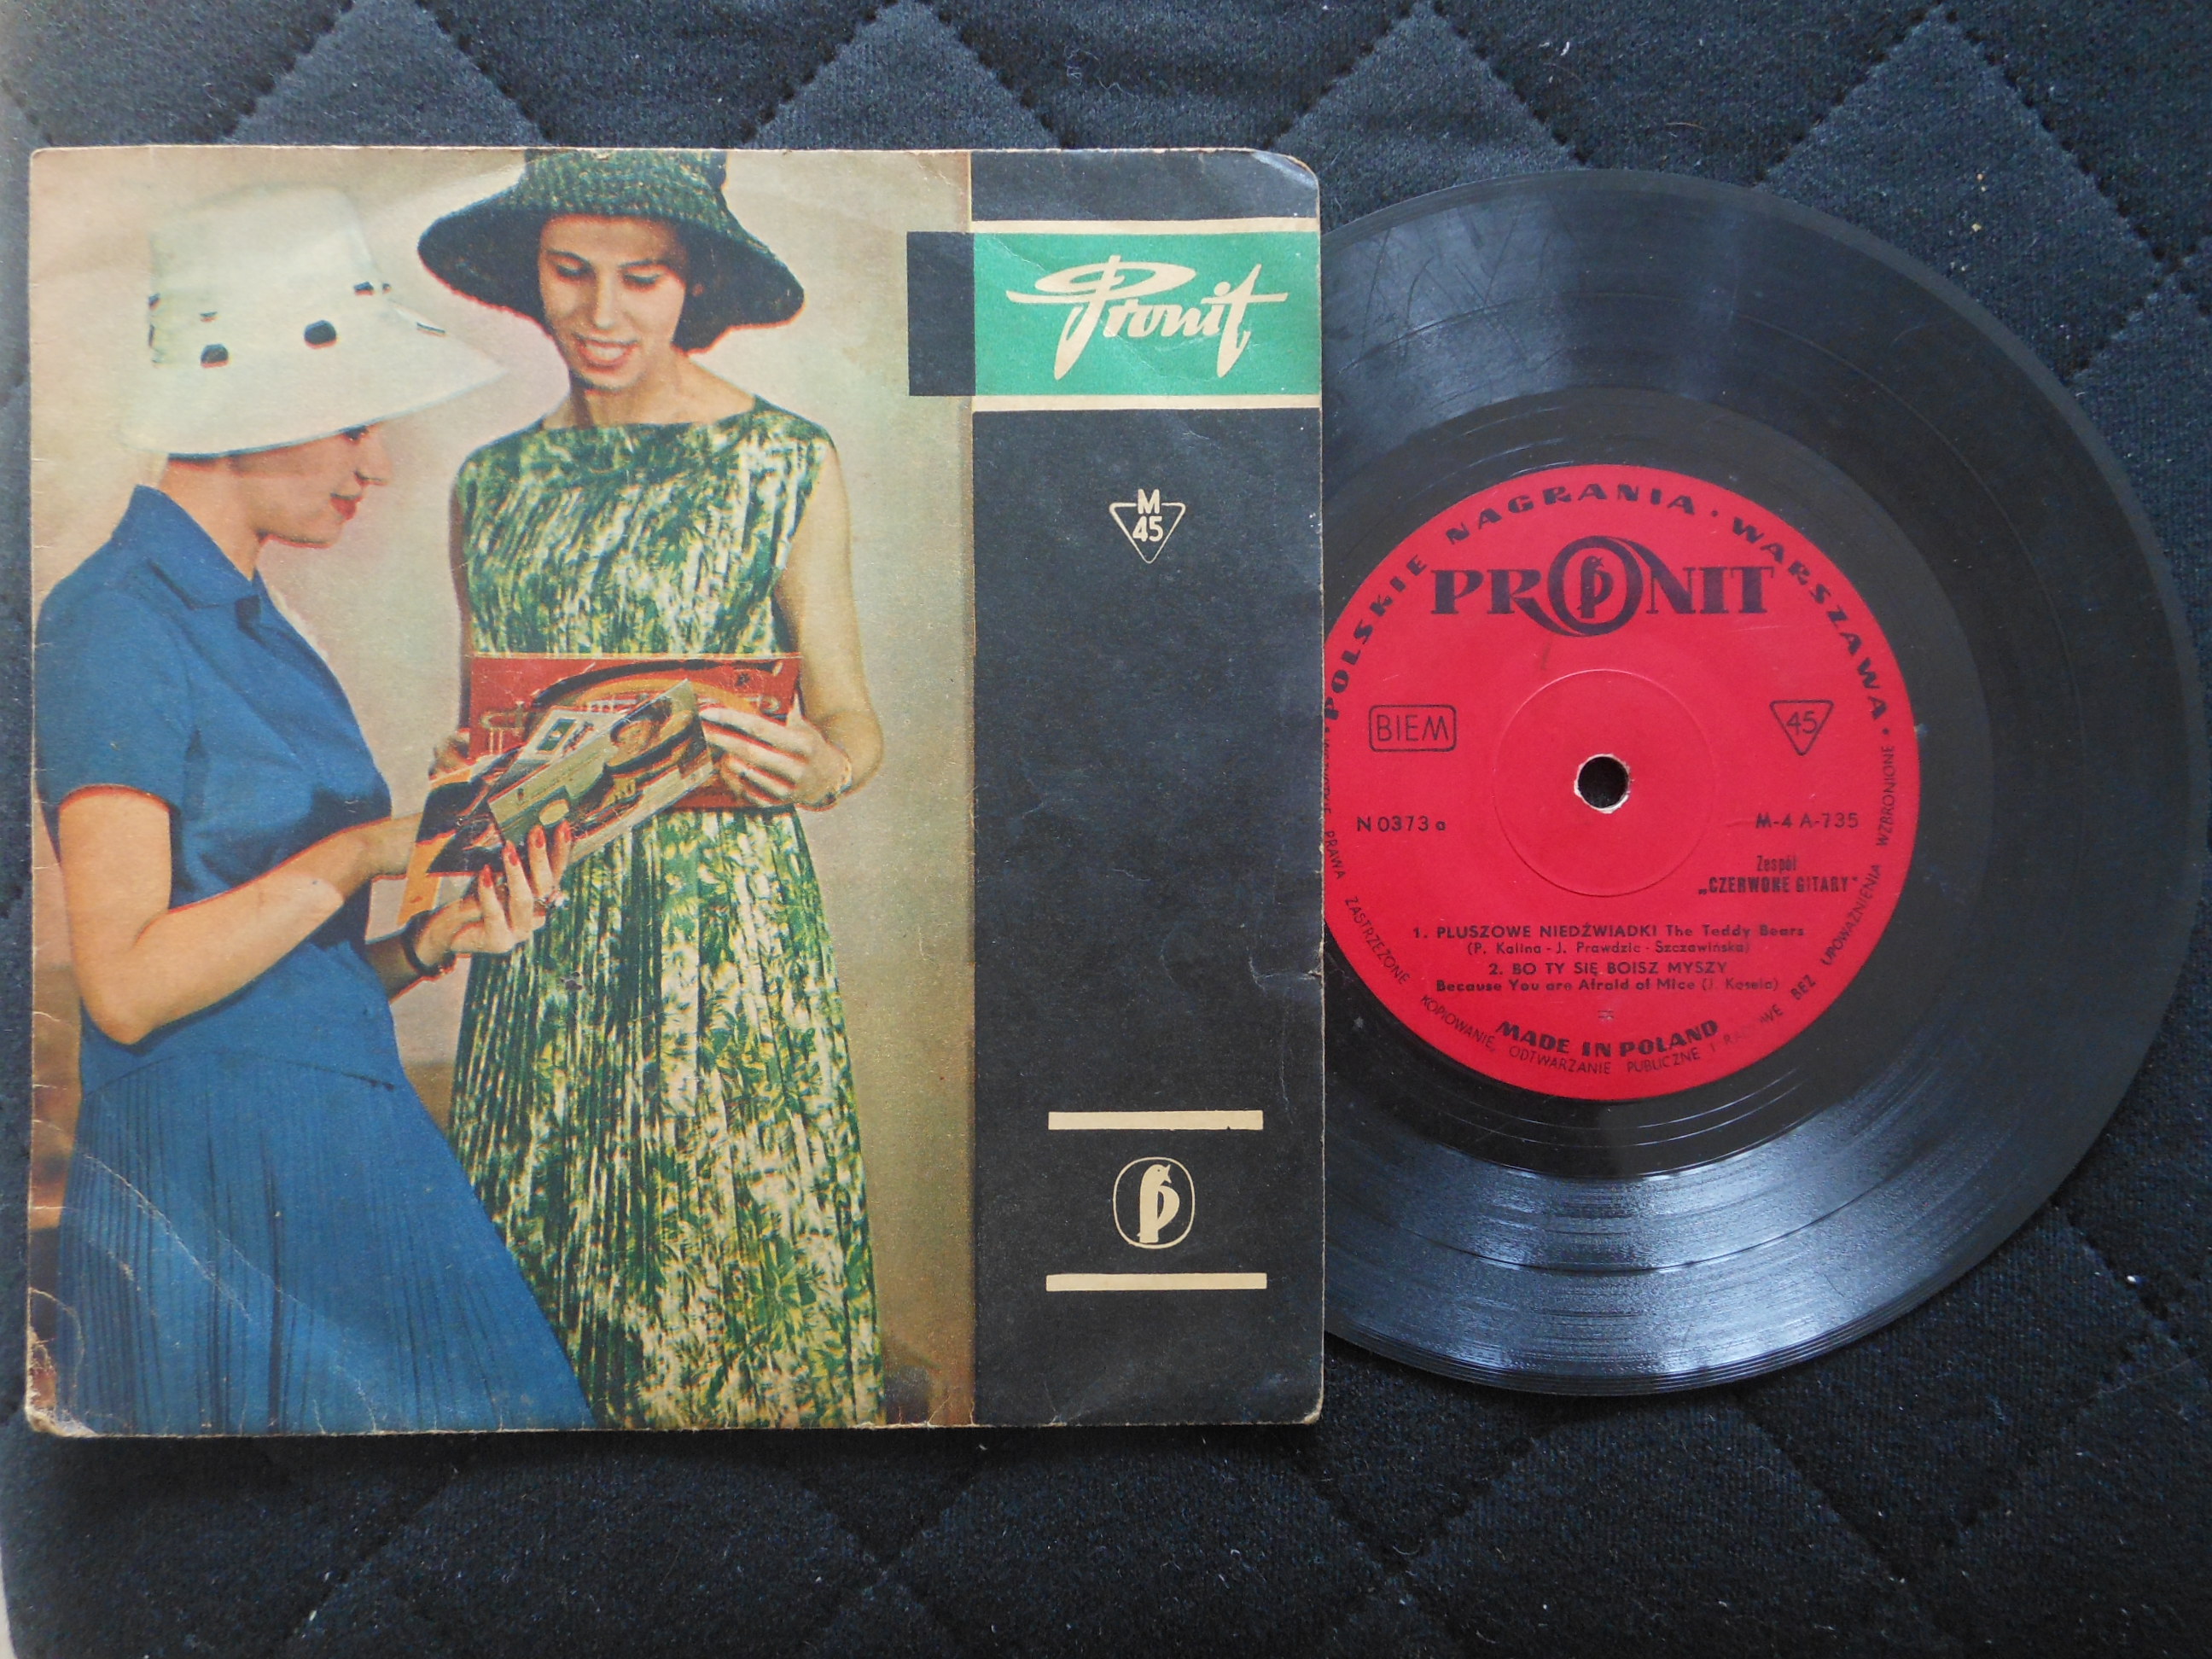 Pronit
M
45
POLSKIE NAGRANIA · WARSZAWA ·
PRONIT
BIEM
45
N 0373 a
M-4 A-735
Zespół
„CZERWONE GITARY"
1. PLUSZOWE NIEDŹWIADKI The Teddy Bears
(P. Kalina - J. Prawdzic - Szczawińska)
2. BO TY SIĘ BOISZ MYSZY
Because You are Afraid of Mice (J. Kosela)
MADE IN POLAND
PRAWA ZASTRZEŻONE KOPIOWANIE, ODTWARZANIE PUBLICZNE I BEZ UPOWAŻNIENIA WZBRONIONE